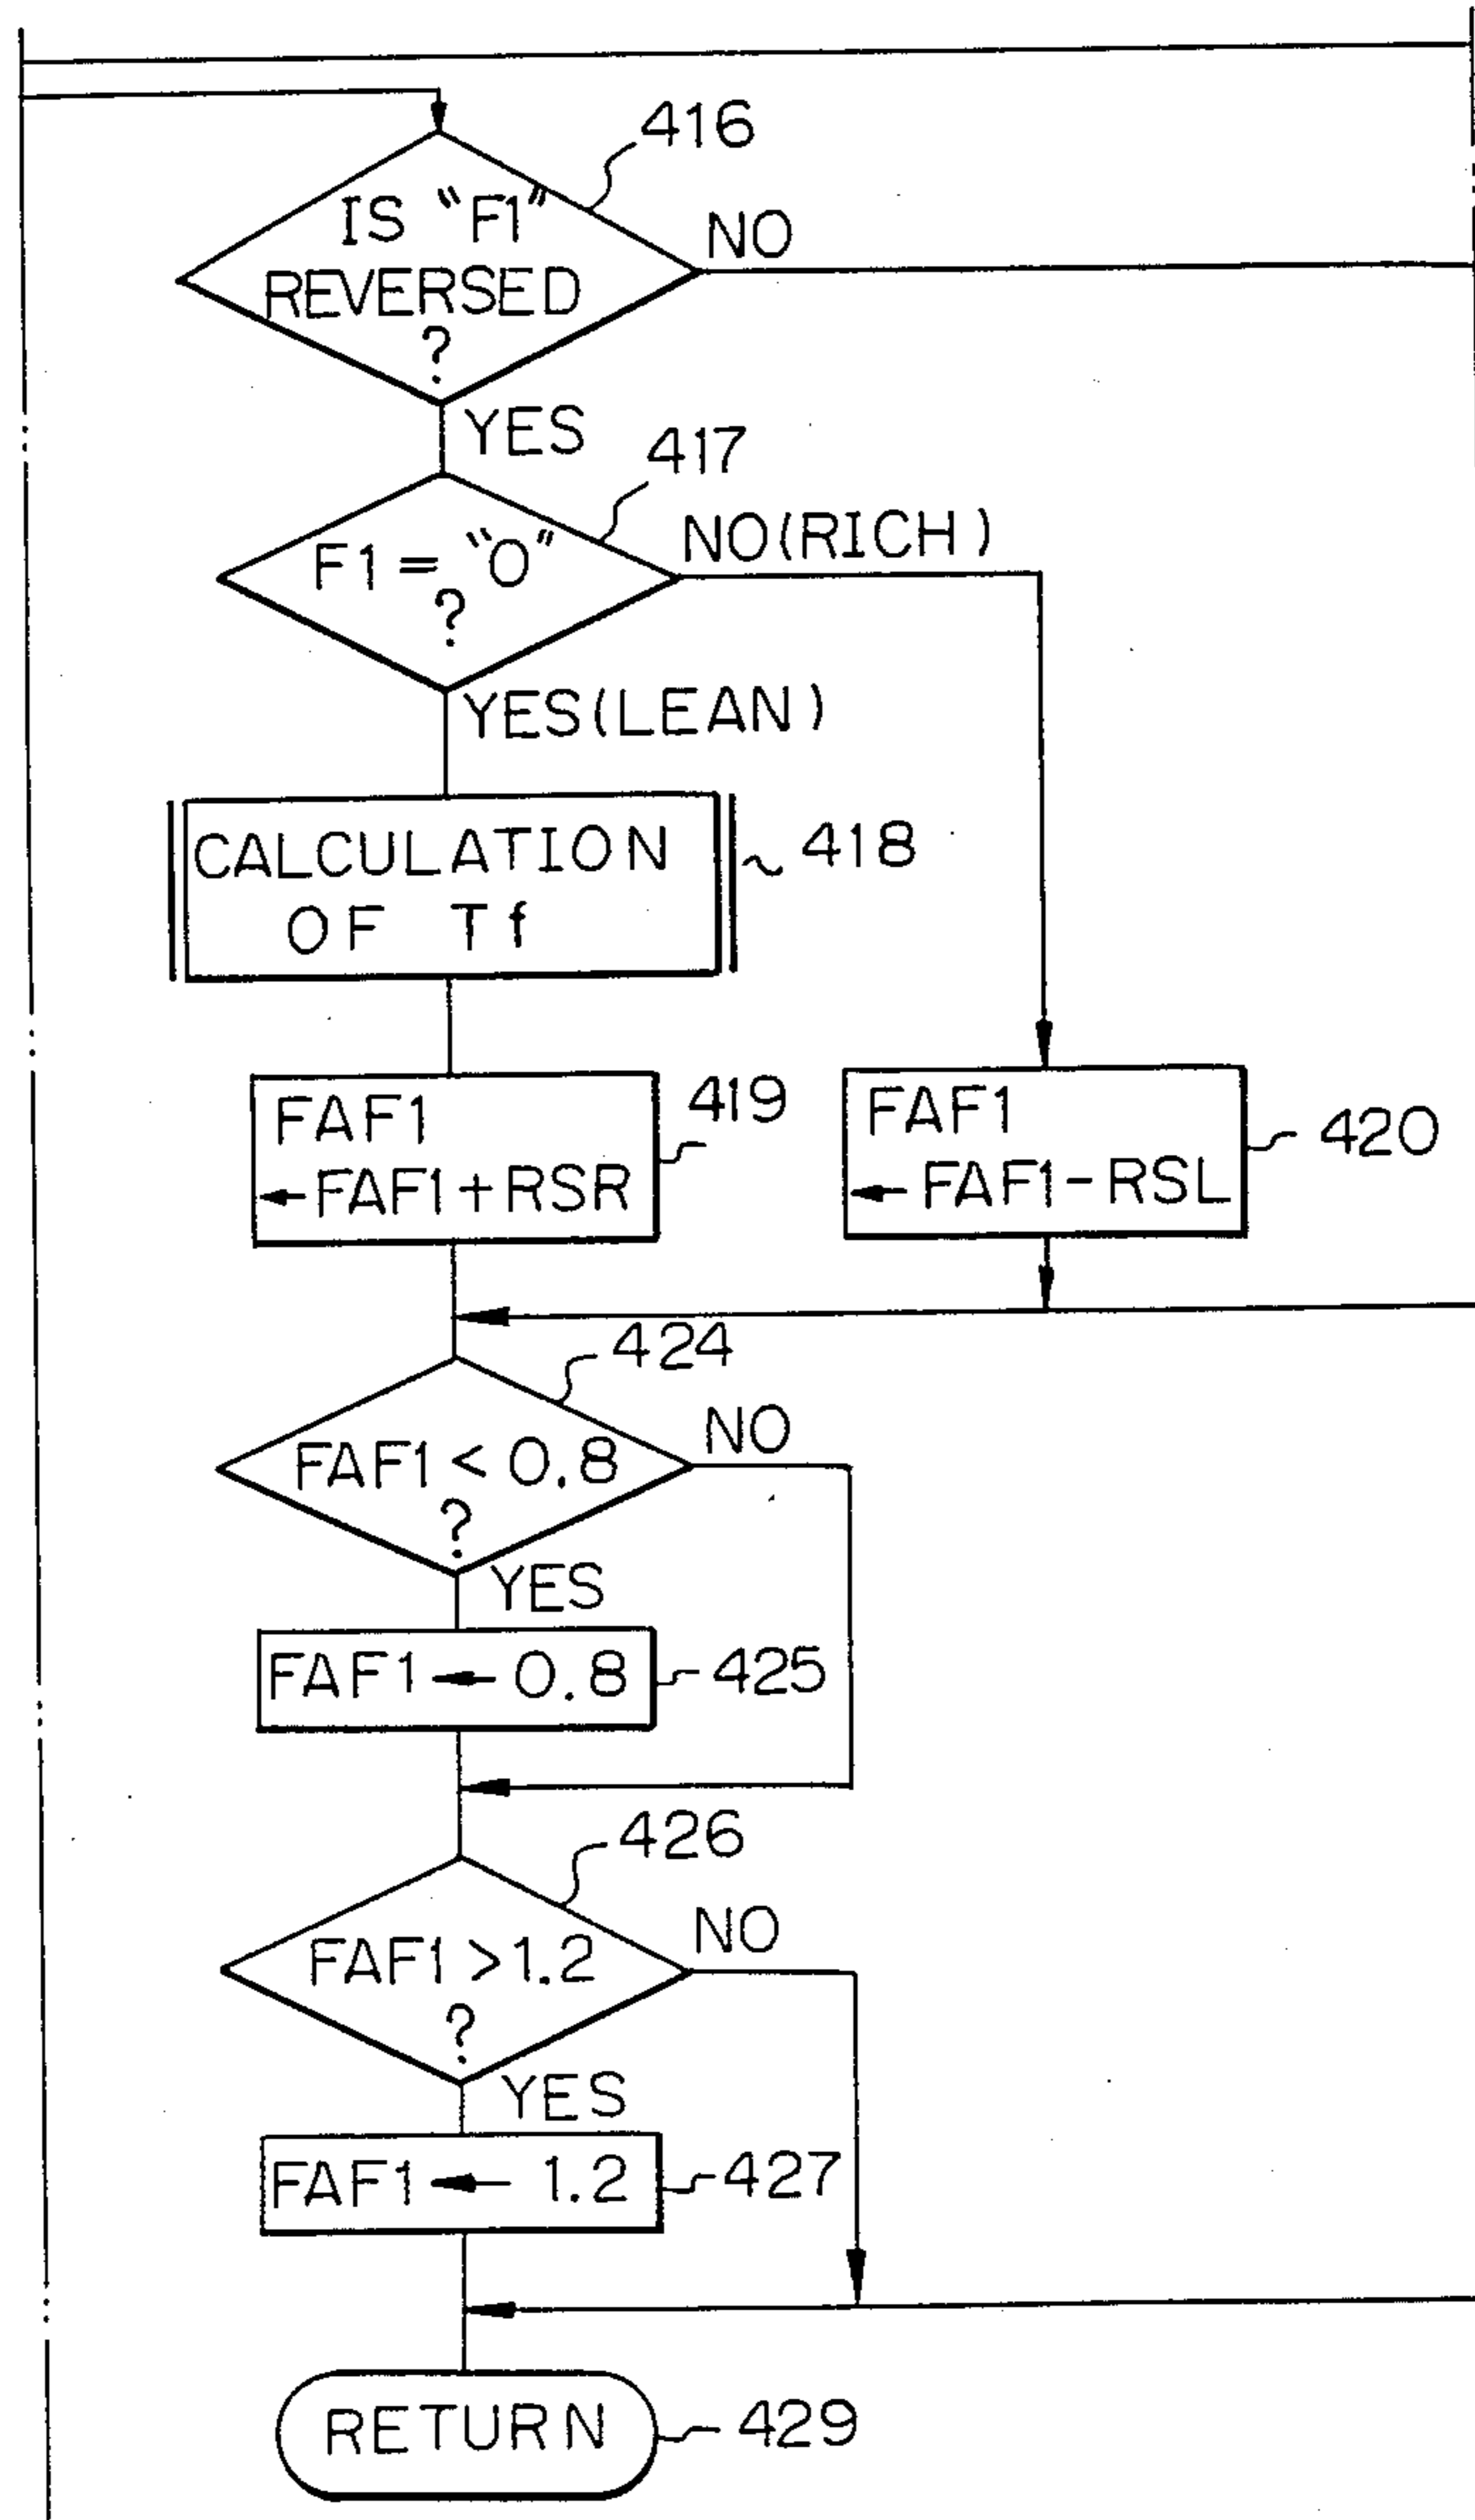 416
IS "F1"
REVERSED
?
NO
YES
417
F1="0"
?
NO(RICH)
YES(LEAN)
CALCULATION
OF Tf
418
FAF1
←FAF1+RSR
419
FAF1
← FAF1-RSL
420
424
FAF1 < 0.8
?
NO
YES
FAF1 ← 0.8
425
426
FAF1 >1.2
?
NO
YES
FAF1 ← 1.2
427
RETURN
429